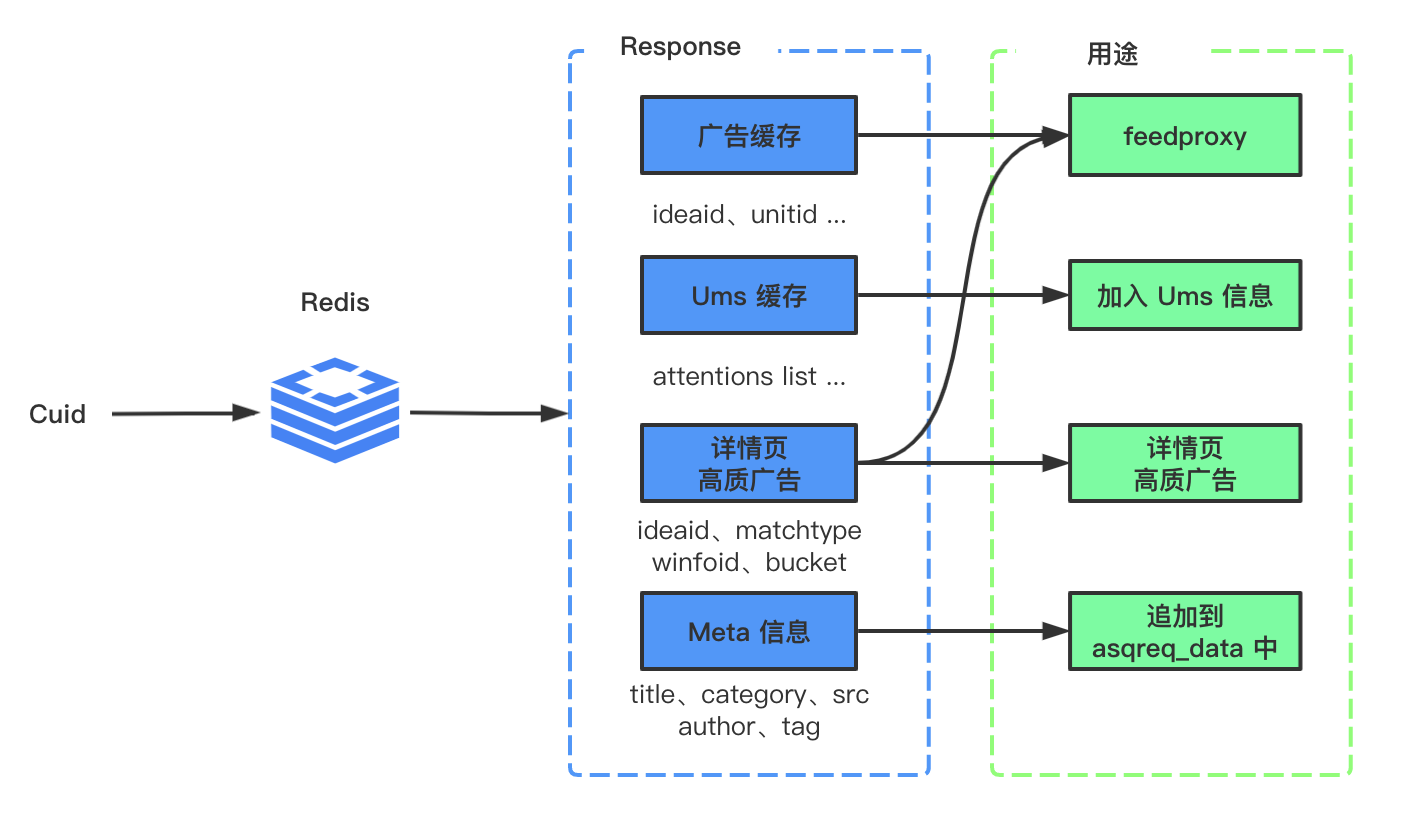 Cuid
Redis
Response
广告缓存
ideaid、unitid ...
Ums 缓存
attentions list ...
详情页
高质广告
ideaid、matchtype
winfoid、bucket
Meta 信息
title、category、src
author、tag
用途
feedproxy
加入 Ums 信息
详情页
高质广告
追加到
asqreq_data 中